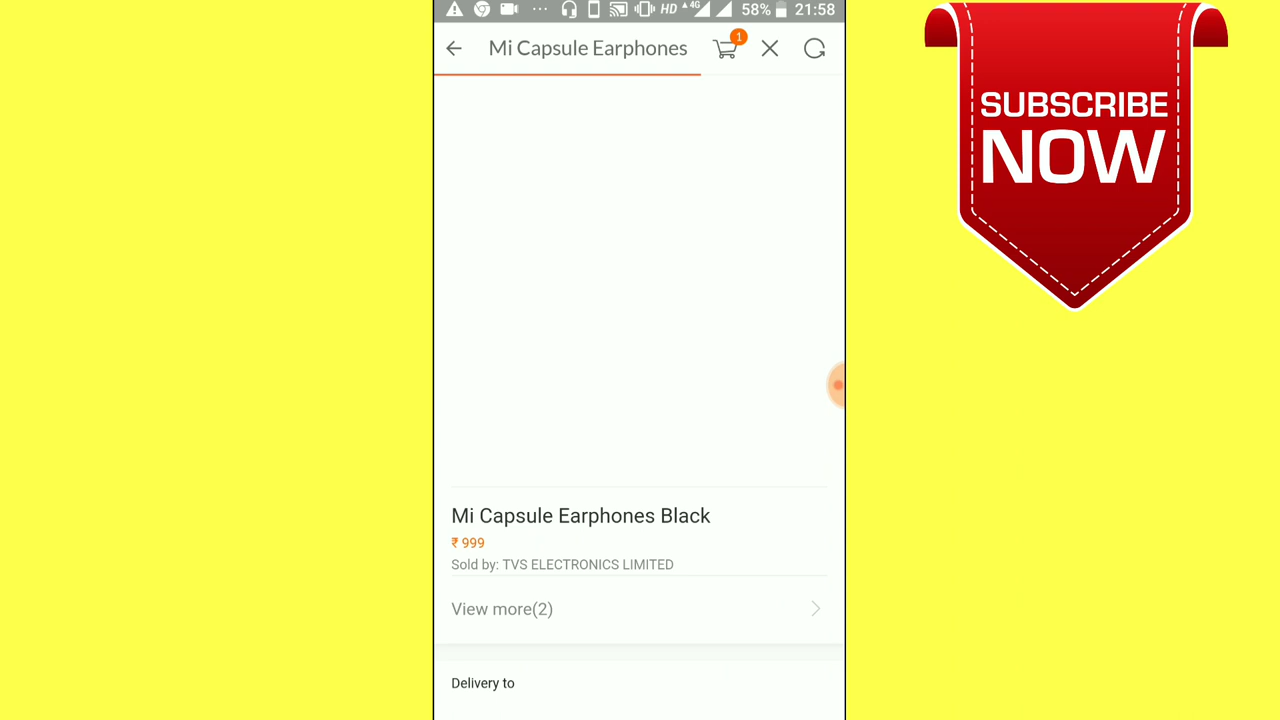 HD 4G 58% 21:58
Mi Capsule Earphones 1
SUBSCRIBE
NOW
Mi Capsule Earphones Black
₹ 999
Sold by: TVS ELECTRONICS LIMITED
View more(2)
Delivery to